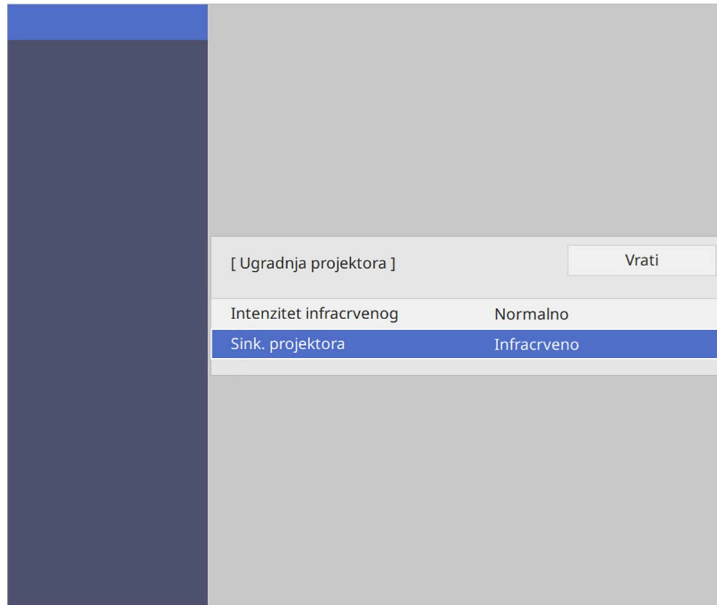 [ Ugradnja projektora ]
Vrati
Intenzitet infracrvenog Normalno
Sink. projektora Infracrveno